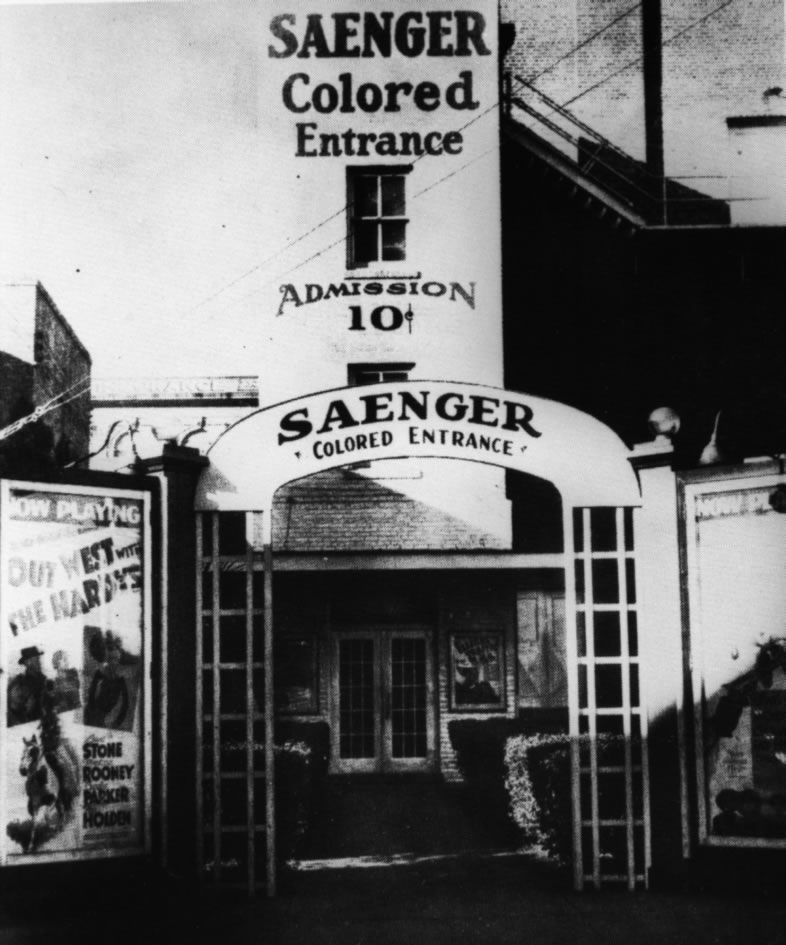 SAENGER
Colored
Entrance
ADMISSION
10¢
SAENGER
COLORED ENTRANCE
NOW PLAYING
OUT WEST WITH
THE HARDYS
STONE
ROONEY
PARKER
HOLDEN
NOW